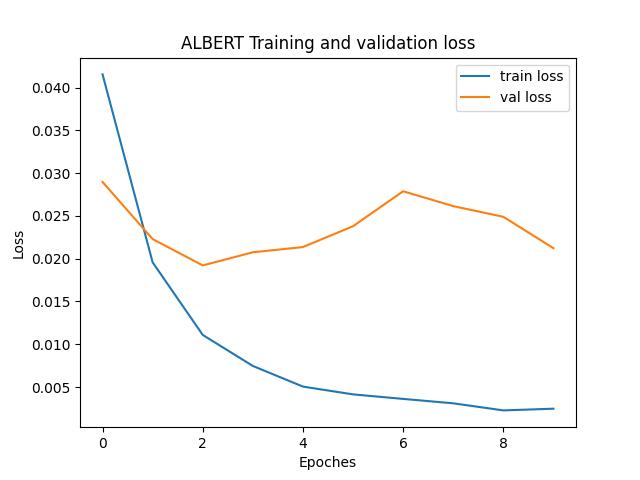 ALBERT Training and validation loss
train loss
val loss
0.040
0.035
0.030
0.025
0.020
0.015
0.010
0.005
Loss
0 2 4 6 8
Epoches